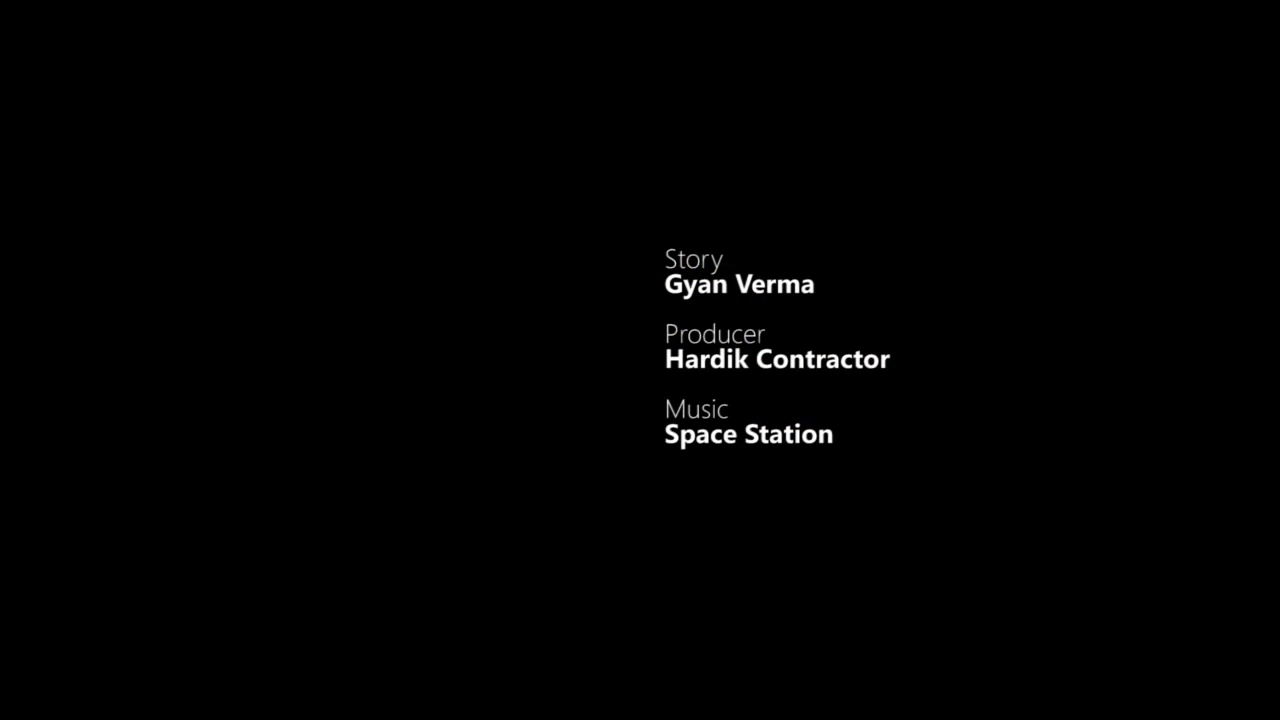 Story
Gyan Verma
Producer
Hardik Contractor
Music
Space Station